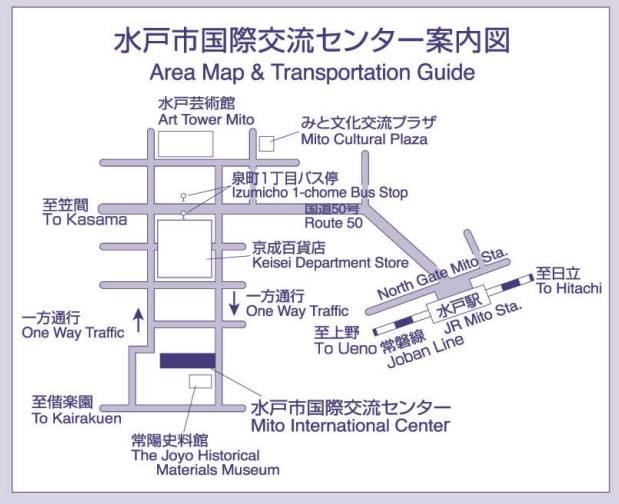 水戸市国際交流センター案内図
Area Map & Transportation Guide
水戸芸術館
Art Tower Mito
みと文化交流プラザ
Mito Cultural Plaza
泉町1丁目バス停
Izumicho 1-chome Bus Stop
至笠間
To Kasama
国道50号
Route 50
京成百貨店
Keisei Department Store
North Gate Mito Sta.
至日立
To Hitachi
一方通行
One Way Traffic
一方通行
One Way Traffic
水戸駅
JR Mito Sta.
至上野
To Ueno
常磐線
Joban Line
至偕楽園
To Kairakuen
水戸市国際交流センター
Mito International Center
常陽史料館
The Joyo Historical
Materials Museum